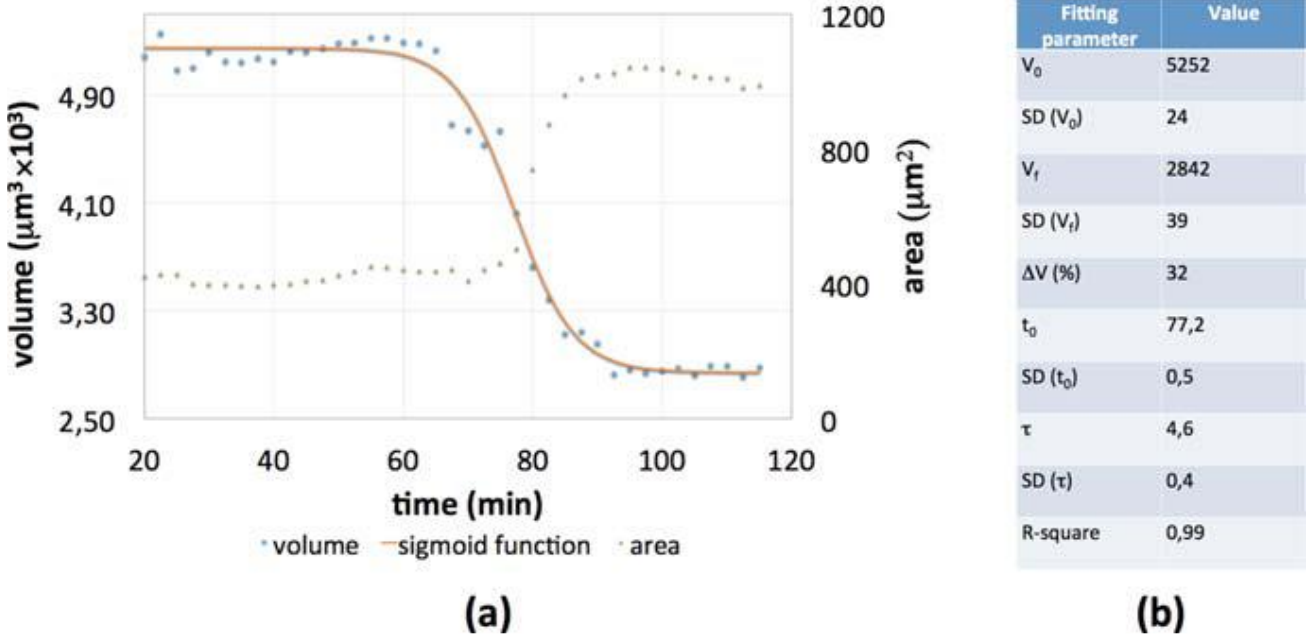 1200
4,90
800
4,10
400
3,30
2,50
0
volume (μm³ ×10³)
area (μm²)
20 40 60 80 100 120
time (min)
volume sigmoid function area
(a)
Fitting parameter Value
V₀ 5252
SD (V₀) 24
V_f 2842
SD (V_f) 39
ΔV (%) 32
t₀ 77,2
SD (t₀) 0,5
τ 4,6
SD (τ) 0,4
R-square 0,99
(b)